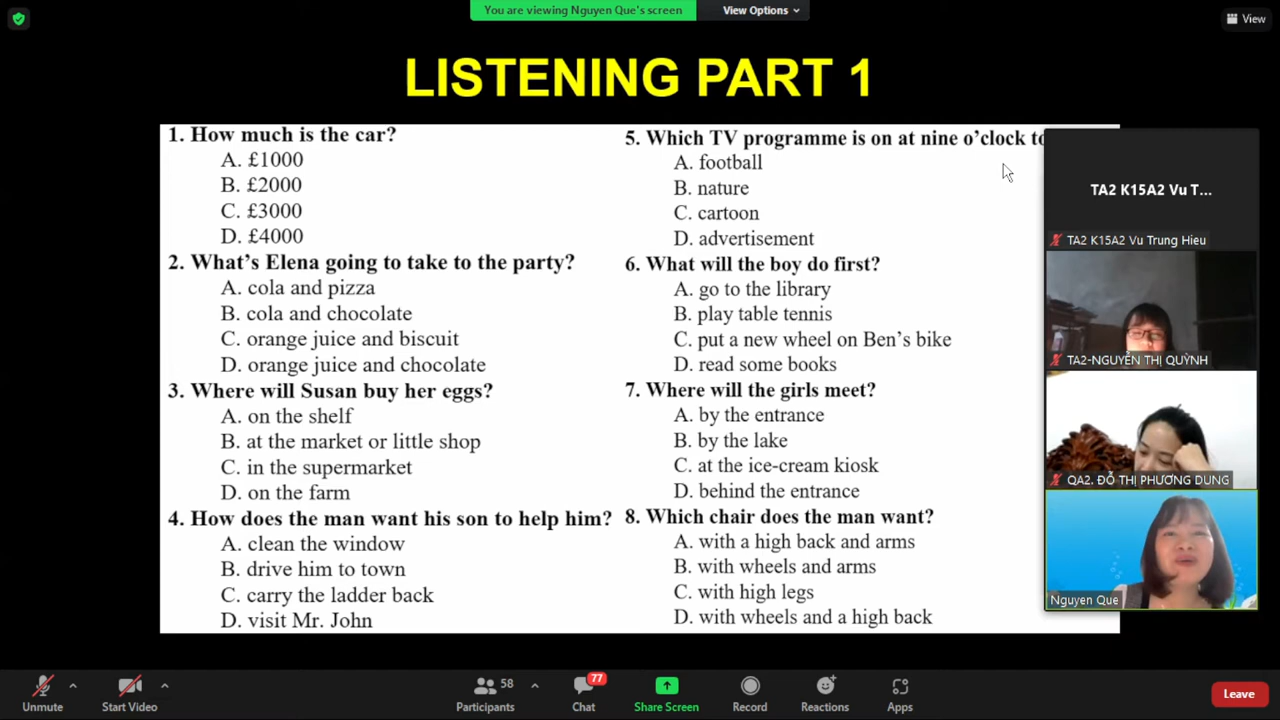 You are viewing Nguyen Que's screen
View Options
View
LISTENING PART 1
1. How much is the car?
A. £1000
B. £2000
C. £3000
D. £4000
2. What's Elena going to take to the party?
A. cola and pizza
B. cola and chocolate
C. orange juice and biscuit
D. orange juice and chocolate
3. Where will Susan buy her eggs?
A. on the shelf
B. at the market or little shop
C. in the supermarket
D. on the farm
4. How does the man want his son to help him?
A. clean the window
B. drive him to town
C. carry the ladder back
D. visit Mr. John
5. Which TV programme is on at nine o'clock to
A. football
B. nature
C. cartoon
D. advertisement
6. What will the boy do first?
A. go to the library
B. play table tennis
C. put a new wheel on Ben's bike
D. read some books
7. Where will the girls meet?
A. by the entrance
B. by the lake
C. at the ice-cream kiosk
D. behind the entrance
8. Which chair does the man want?
A. with a high back and arms
B. with wheels and arms
C. with high legs
D. with wheels and a high back
TA2 K15A2 Vu T...
TA2 K15A2 Vu Trung Hieu
TA2-NGUYỄN THỊ QUỲNH
QA2. ĐỖ THỊ PHƯƠNG DUNG
Nguyen Que
Unmute
Start Video
58
Participants
77
Chat
Share Screen
Record
Reactions
Apps
Leave